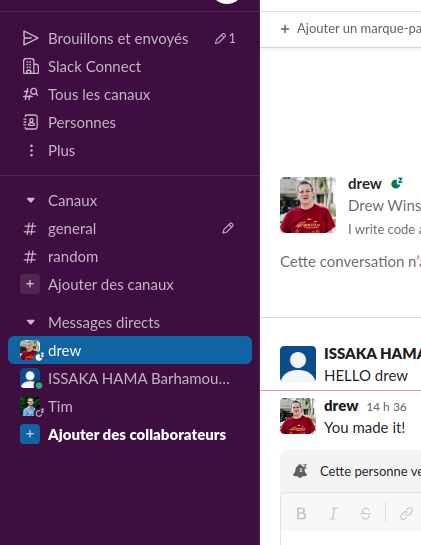 Brouillons et envoyés 1
Slack Connect
Tous les canaux
Personnes
Plus
Canaux
general
random
Ajouter des canaux
Messages directs
drew
ISSAKA HAMA Barhamou...
Tim
Ajouter des collaborateurs
+ Ajouter un marque-pa
drew
Drew Wins
I write code a
Cette conversation n'a
ISSAKA HAMA
HELLO drew
drew 14 h 36
You made it!
Cette personne ve
B I S